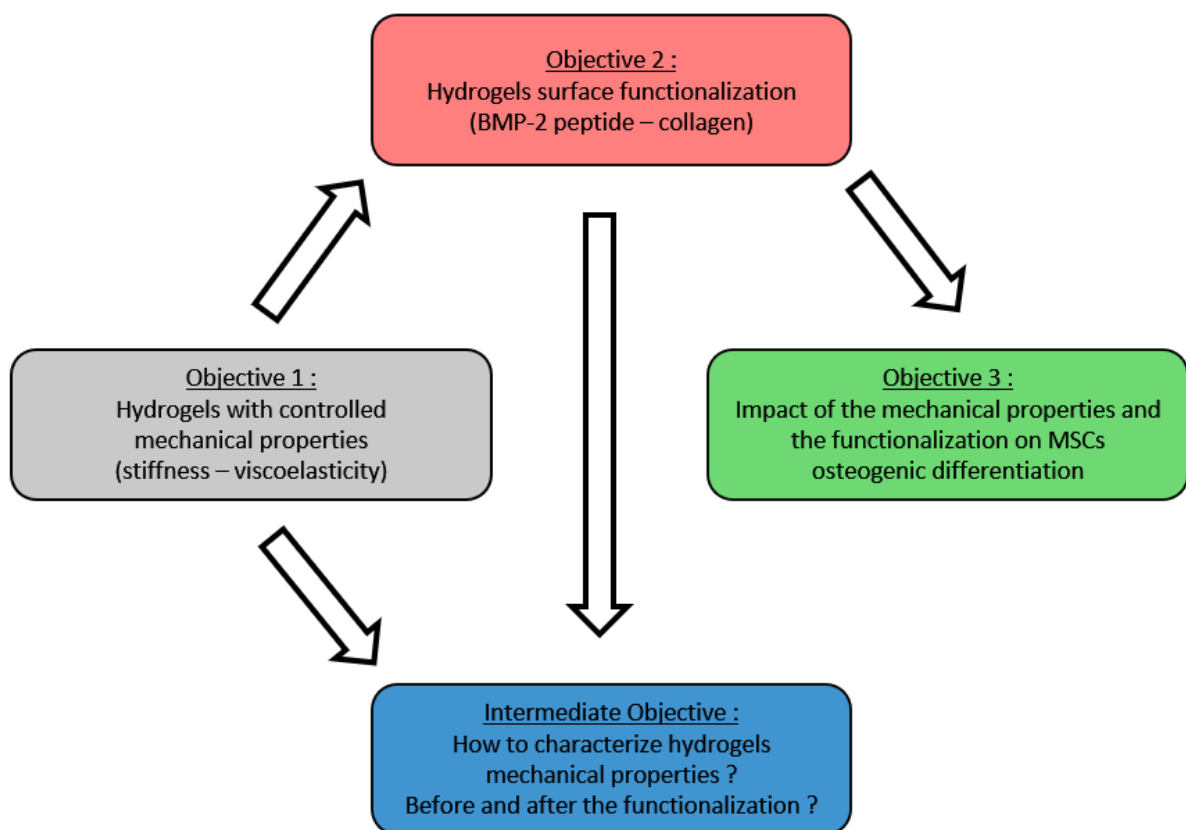 Objective 2 :
Hydrogels surface functionalization
(BMP-2 peptide – collagen)
Objective 1 :
Hydrogels with controlled
mechanical properties
(stiffness – viscoelasticity)
Objective 3 :
Impact of the mechanical properties and
the functionalization on MSCs
osteogenic differentiation
Intermediate Objective :
How to characterize hydrogels
mechanical properties ?
Before and after the functionalization ?